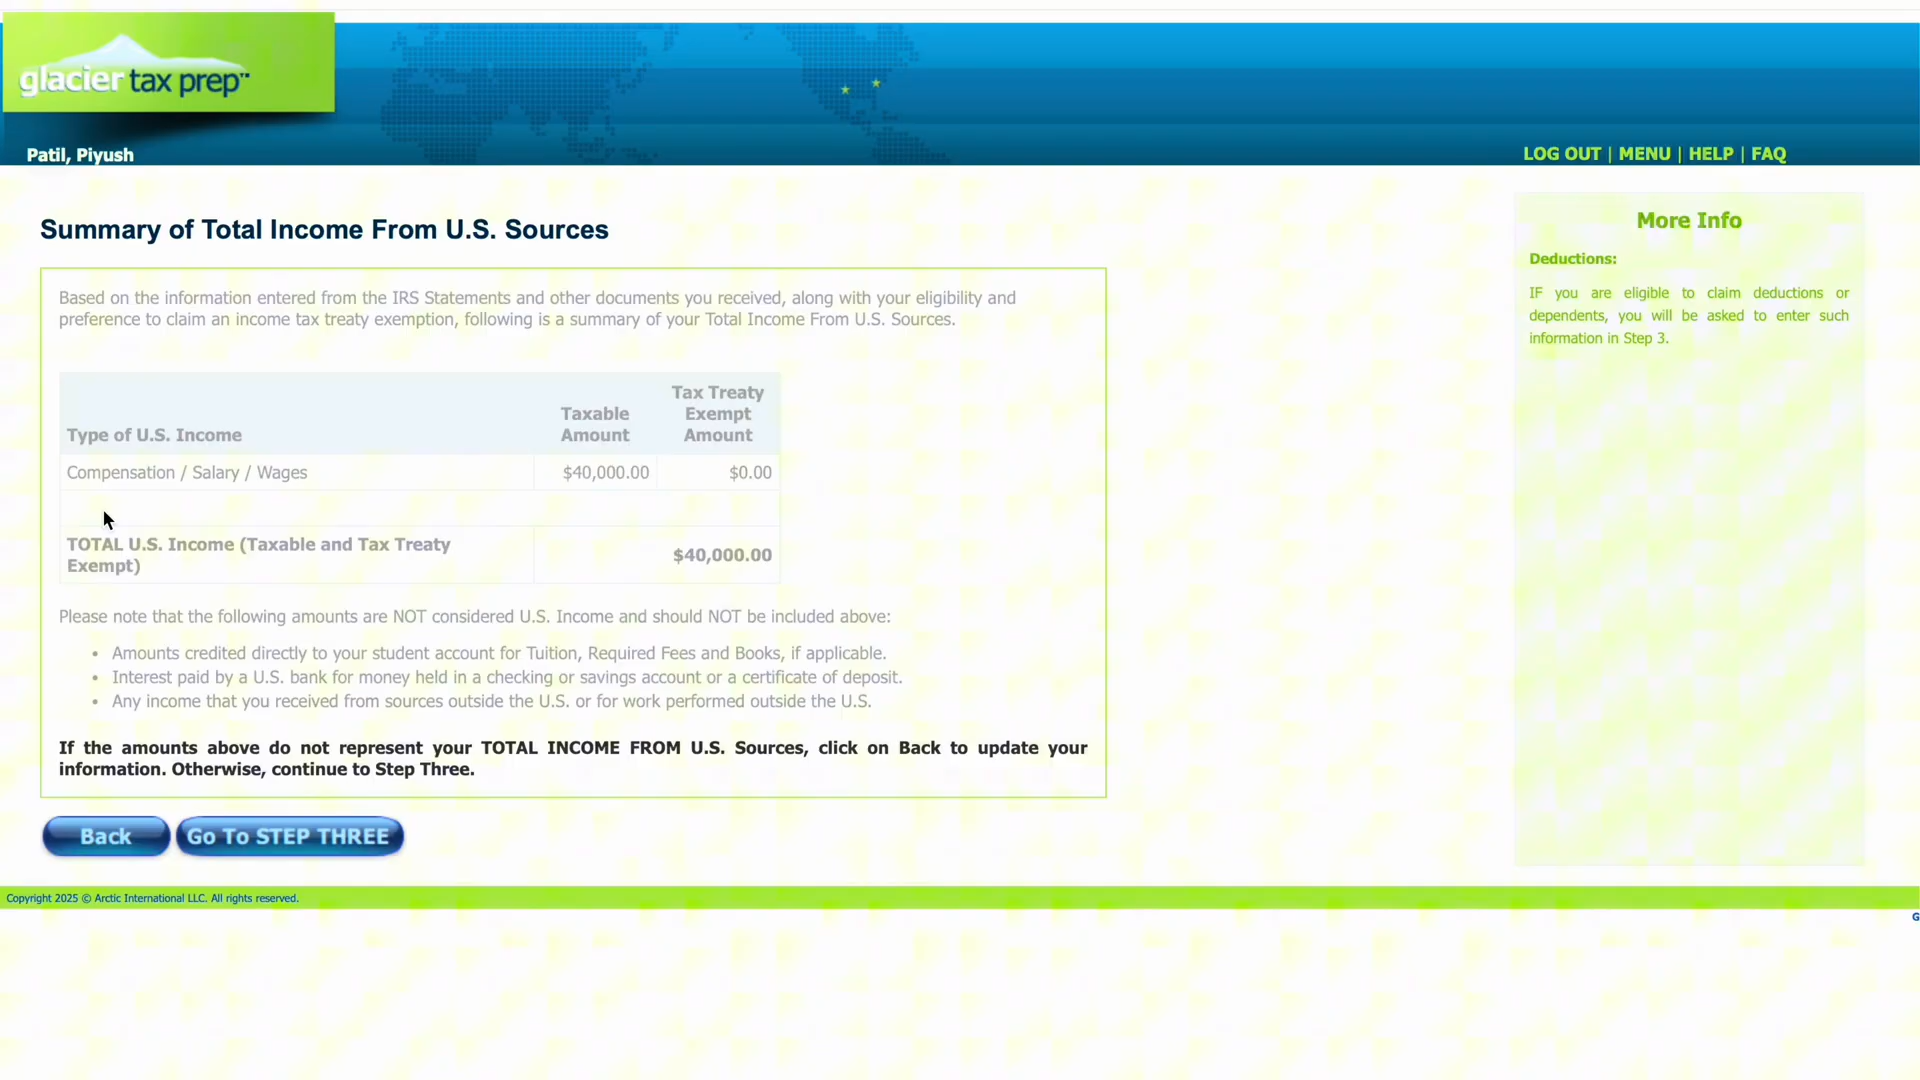 glacier tax prep™
Patil, Piyush
LOG OUT | MENU | HELP | FAQ
Summary of Total Income From U.S. Sources
Based on the information entered from the IRS Statements and other documents you received, along with your eligibility and
preference to claim an income tax treaty exemption, following is a summary of your Total Income From U.S. Sources.
Type of U.S. Income
Taxable
Amount
Tax Treaty
Exempt
Amount
Compensation / Salary / Wages $40,000.00 $0.00
TOTAL U.S. Income (Taxable and Tax Treaty
Exempt)
$40,000.00
Please note that the following amounts are NOT considered U.S. Income and should NOT be included above:
• Amounts credited directly to your student account for Tuition, Required Fees and Books, if applicable.
• Interest paid by a U.S. bank for money held in a checking or savings account or a certificate of deposit.
• Any income that you received from sources outside the U.S. or for work performed outside the U.S.
If the amounts above do not represent your TOTAL INCOME FROM U.S. Sources, click on Back to update your
information. Otherwise, continue to Step Three.
Back
Go To STEP THREE
More Info
Deductions:
IF you are eligible to claim deductions or
dependents, you will be asked to enter such
information in Step 3.
Copyright 2025 © Arctic International LLC. All rights reserved.
G